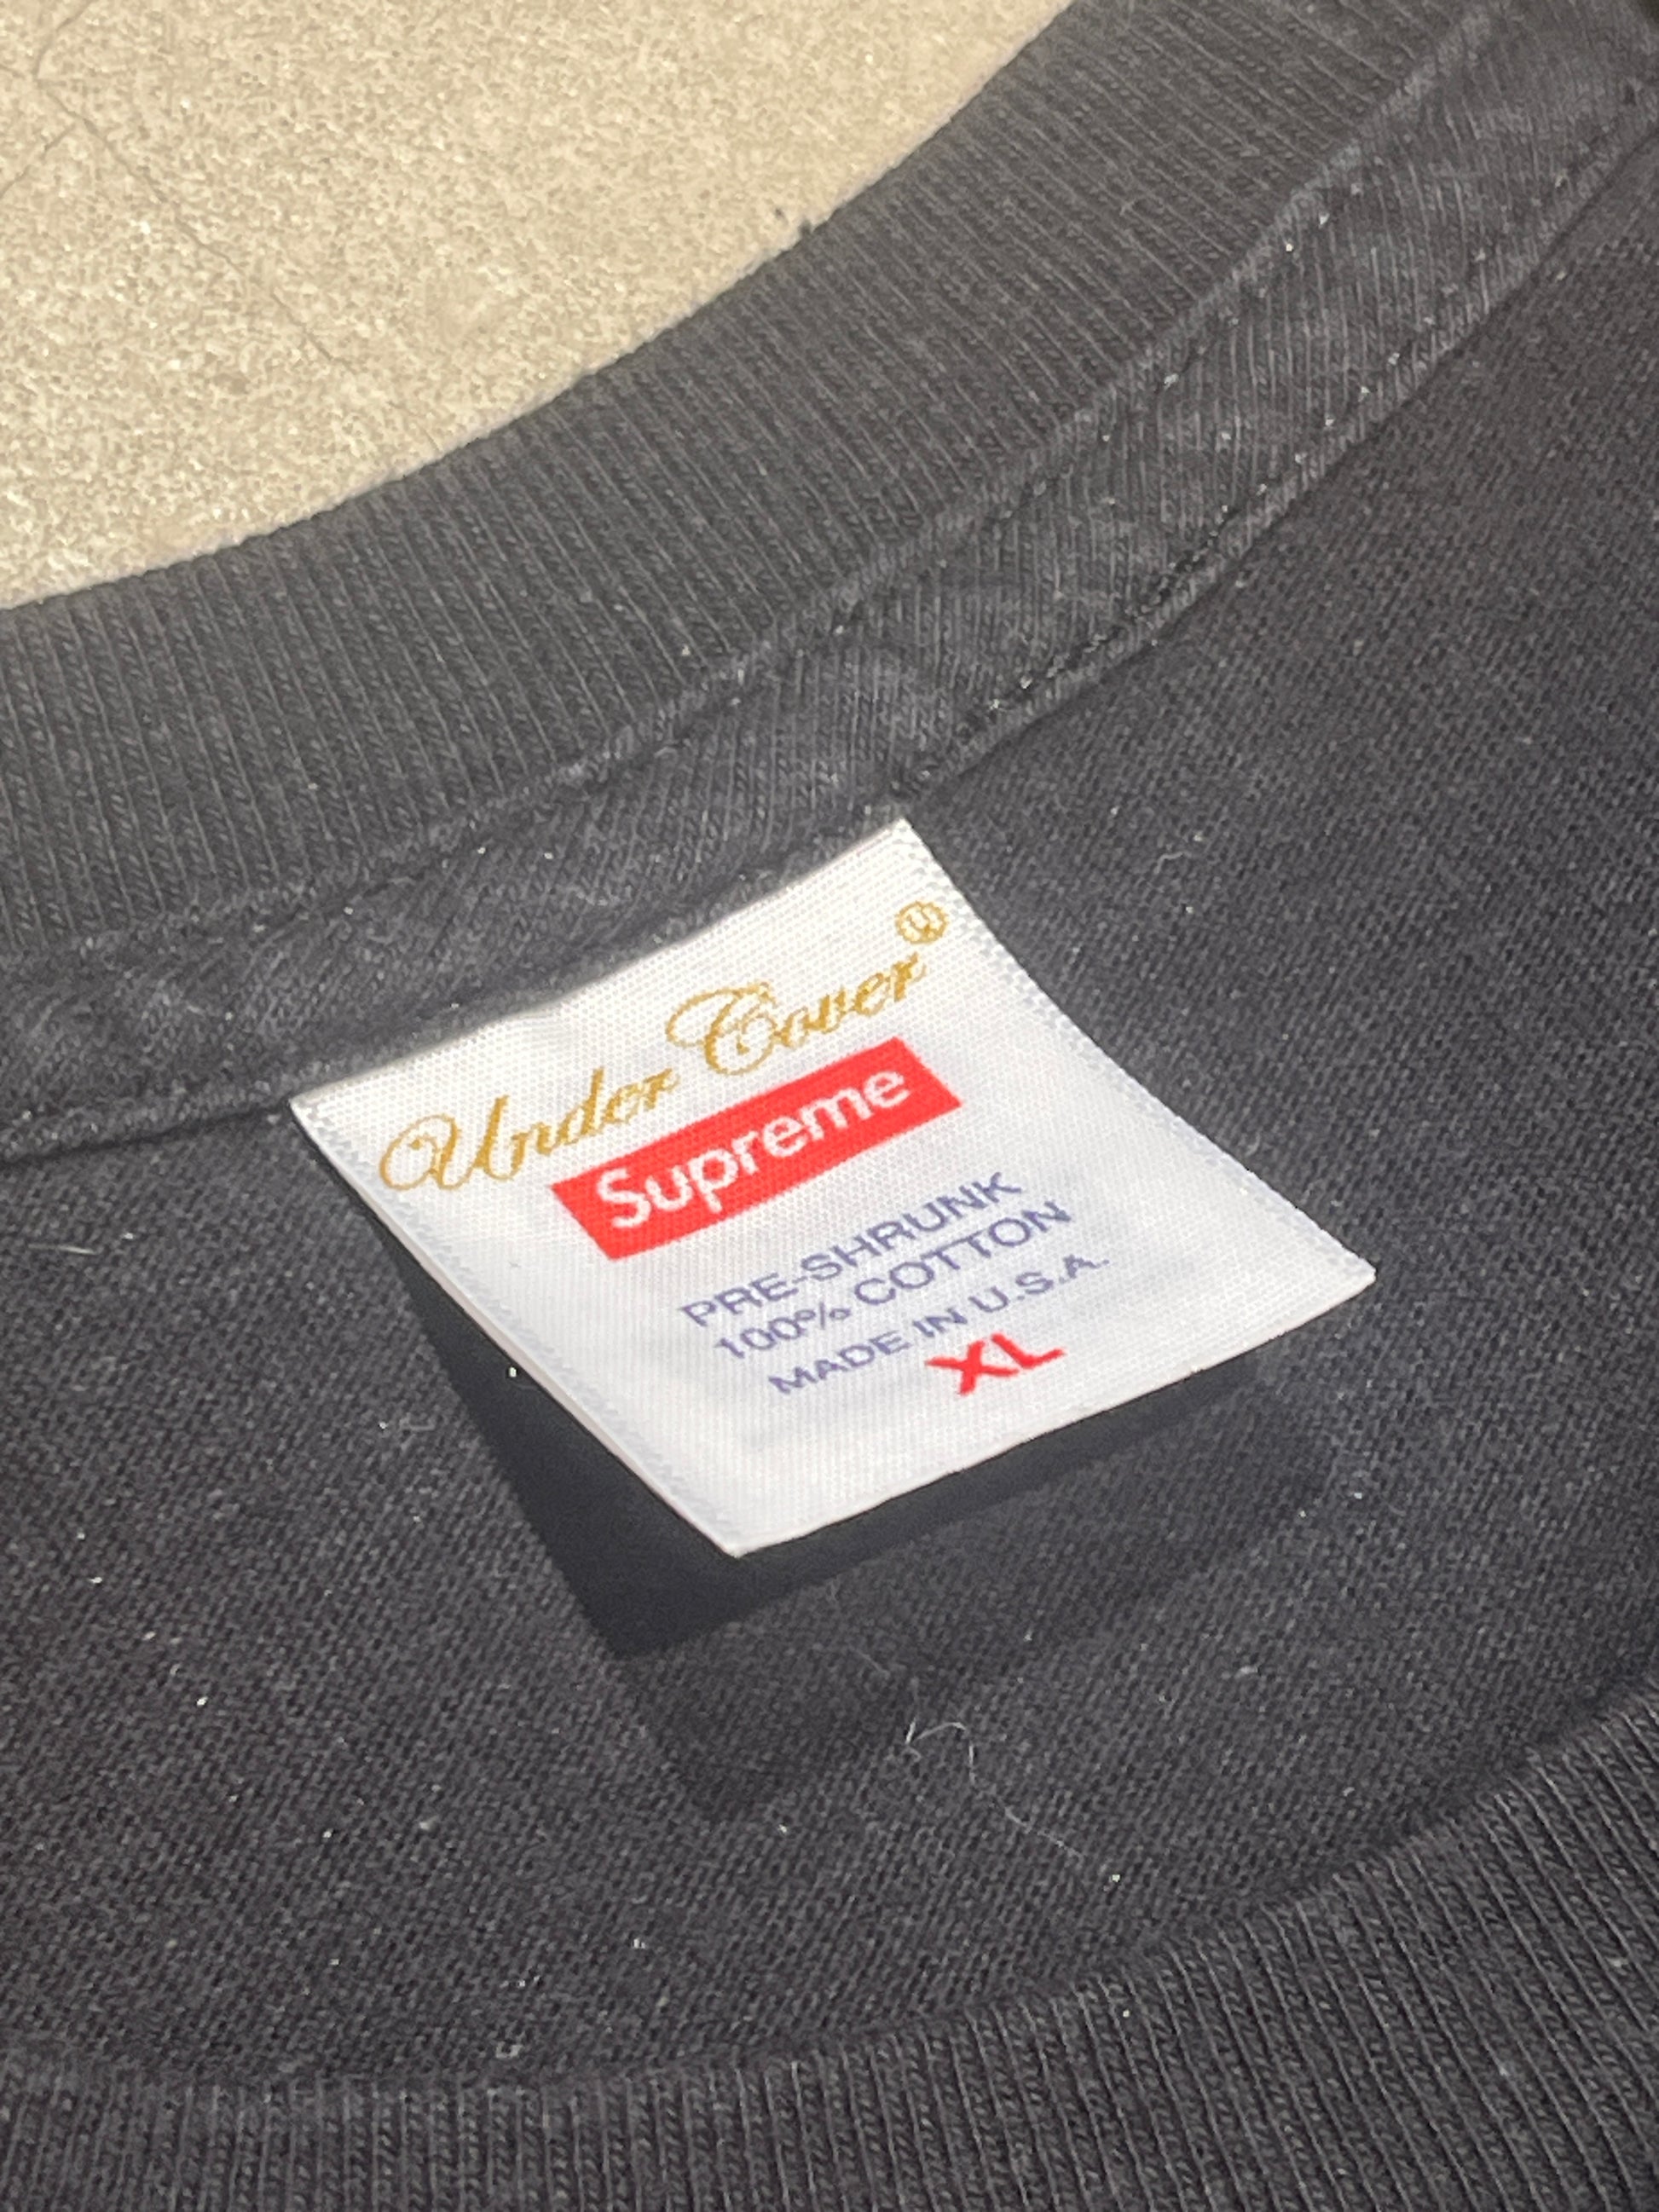 Under Cover Ⓤ
Supreme
PRE-SHRUNK
100% COTTON
MADE IN U.S.A.
XL